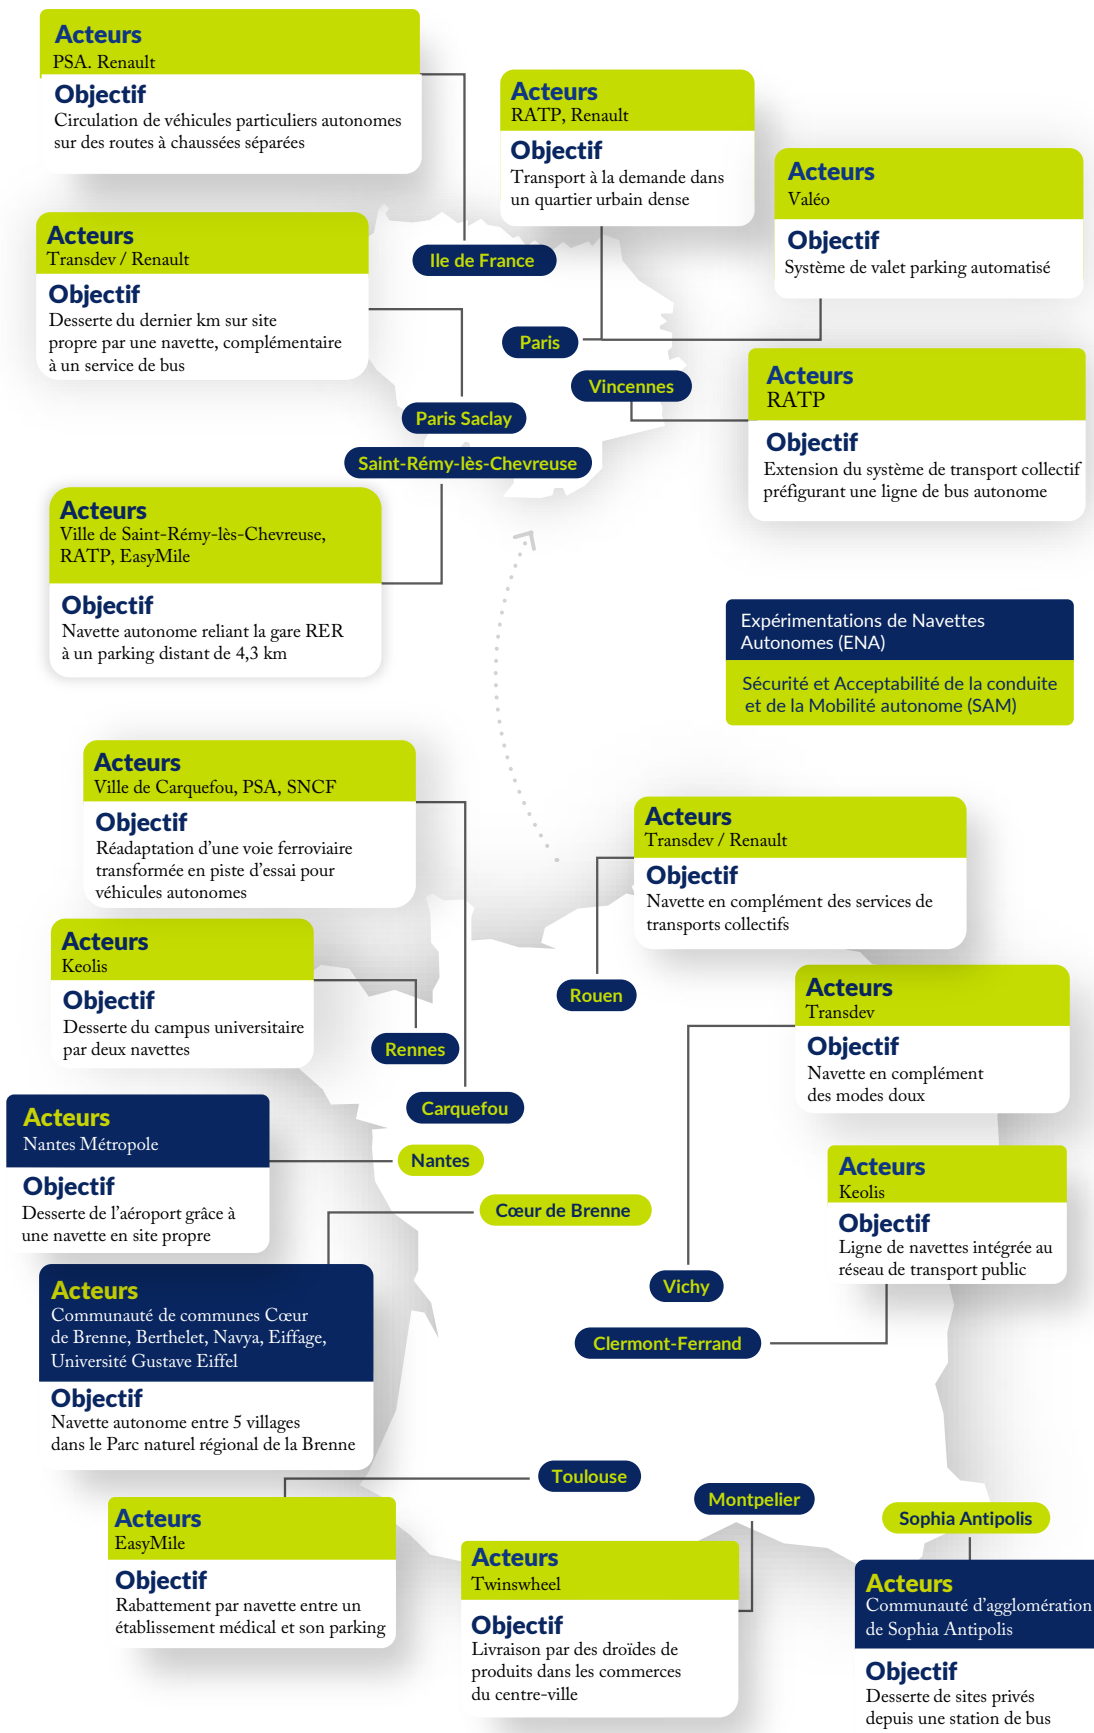 Acteurs
PSA. Renault
Objectif
Circulation de véhicules particuliers autonomes
sur des routes à chaussées séparées
Acteurs
RATP, Renault
Objectif
Transport à la demande dans
un quartier urbain dense
Acteurs
Valéo
Objectif
Système de valet parking automatisé
Acteurs
Transdev / Renault
Objectif
Desserte du dernier km sur site
propre par une navette, complémentaire
à un service de bus
Ile de France
Paris
Vincennes
Paris Saclay
Saint-Rémy-lès-Chevreuse
Acteurs
RATP
Objectif
Extension du système de transport collectif
préfigurant une ligne de bus autonome
Acteurs
Ville de Saint-Rémy-lès-Chevreuse,
RATP, EasyMile
Objectif
Navette autonome reliant la gare RER
à un parking distant de 4,3 km
Expérimentations de Navettes
Autonomes (ENA)
Sécurité et Acceptabilité de la conduite
et de la Mobilité autonome (SAM)
Acteurs
Ville de Carquefou, PSA, SNCF
Objectif
Réadaptation d'une voie ferroviaire
transformée en piste d'essai pour
véhicules autonomes
Acteurs
Transdev / Renault
Objectif
Navette en complément des services de
transports collectifs
Acteurs
Keolis
Objectif
Desserte du campus universitaire
par deux navettes
Rouen
Rennes
Carquefou
Acteurs
Transdev
Objectif
Navette en complément
des modes doux
Acteurs
Nantes Métropole
Objectif
Desserte de l'aéroport grâce à
une navette en site propre
Nantes
Cœur de Brenne
Acteurs
Keolis
Objectif
Ligne de navettes intégrée au
réseau de transport public
Vichy
Clermont-Ferrand
Acteurs
Communauté de communes Cœur
de Brenne, Berthelet, Navya, Eiffage,
Université Gustave Eiffel
Objectif
Navette autonome entre 5 villages
dans le Parc naturel régional de la Brenne
Toulouse
Montpelier
Sophia Antipolis
Acteurs
EasyMile
Objectif
Rabattement par navette entre un
établissement médical et son parking
Acteurs
Twinswheel
Objectif
Livraison par des droïdes de
produits dans les commerces
du centre-ville
Acteurs
Communauté d'agglomération
de Sophia Antipolis
Objectif
Desserte de sites privés
depuis une station de bus